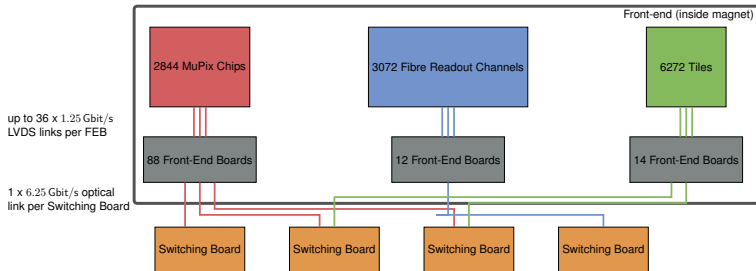 Front-end (inside magnet)
2844 MuPix Chips
3072 Fibre Readout Channels
6272 Tiles
up to 36 x 1.25 Gbit/s
LVDS links per FEB
88 Front-End Boards
12 Front-End Boards
14 Front-End Boards
1 x 6.25 Gbit/s optical
link per Switching Board
Switching Board
Switching Board
Switching Board
Switching Board